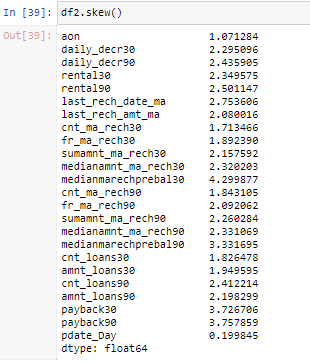 In [39]: df2.skew()
Out[39]: aon 1.071284
daily_decr30 2.295096
daily_decr90 2.435905
rental30 2.349575
rental90 2.501147
last_rech_date_ma 2.753606
last_rech_amt_ma 2.080016
cnt_ma_rech30 1.713466
fr_ma_rech30 1.892390
sumamnt_ma_rech30 2.157592
medianamnt_ma_rech30 2.320203
medianmarechprebal30 4.299877
cnt_ma_rech90 1.843105
fr_ma_rech90 2.092062
sumamnt_ma_rech90 2.260284
medianamnt_ma_rech90 2.331069
medianmarechprebal90 3.331695
cnt_loans30 1.826478
amnt_loans30 1.949595
cnt_loans90 2.412214
amnt_loans90 2.198299
payback30 3.726706
payback90 3.757859
pdate_Day 0.199845
dtype: float64